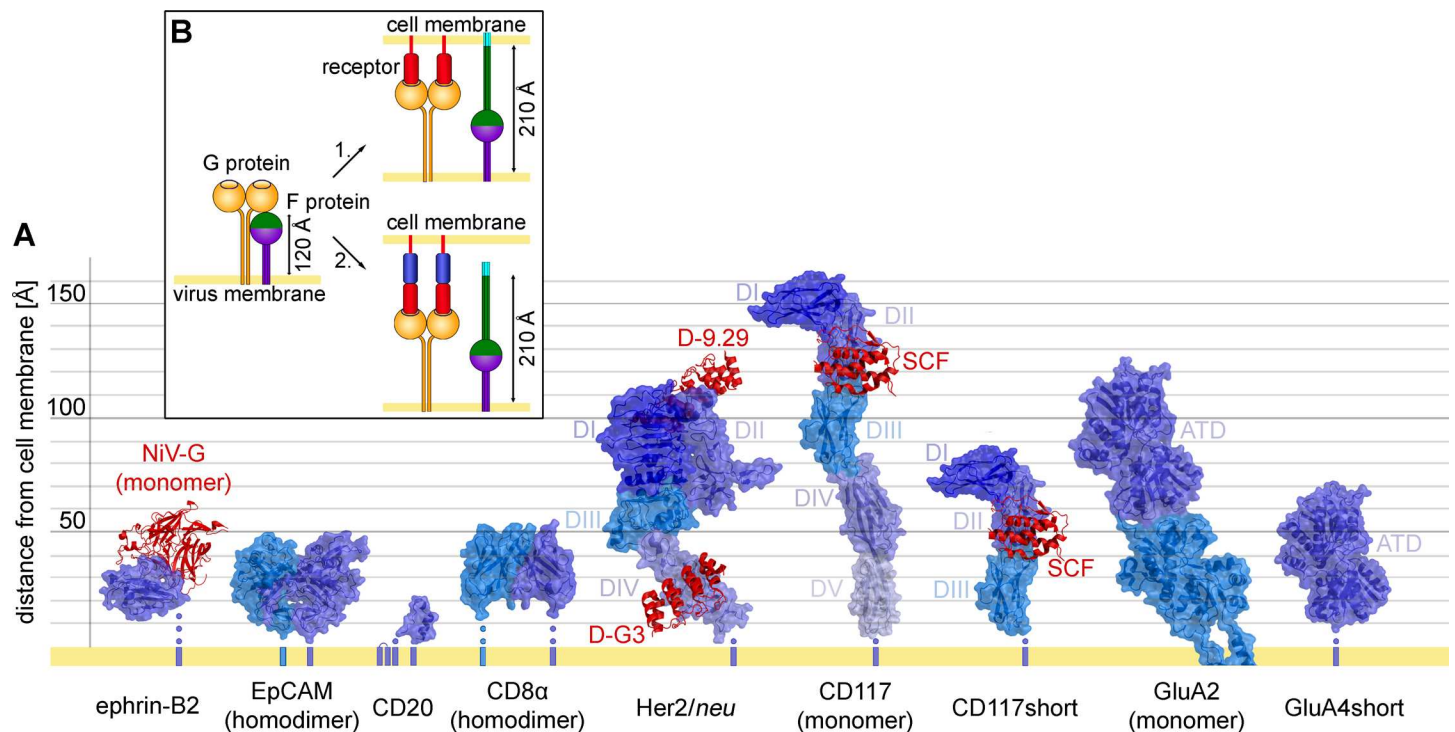 B
cell membrane
receptor
210 Å
1.
G protein
F protein
120 Å
virus membrane
2.
cell membrane
210 Å
A
distance from cell membrane [Å]
150
100
50
NiV-G
(monomer)
DI
DII
DIII
DIV
D-9.29
D-G3
DI
DII
SCF
DIII
DIV
DV
DI
DII
SCF
DIII
ATD
ATD
ephrin-B2
EpCAM
(homodimer)
CD20
CD8α
(homodimer)
Her2/neu
CD117
(monomer)
CD117short
GluA2
(monomer)
GluA4short